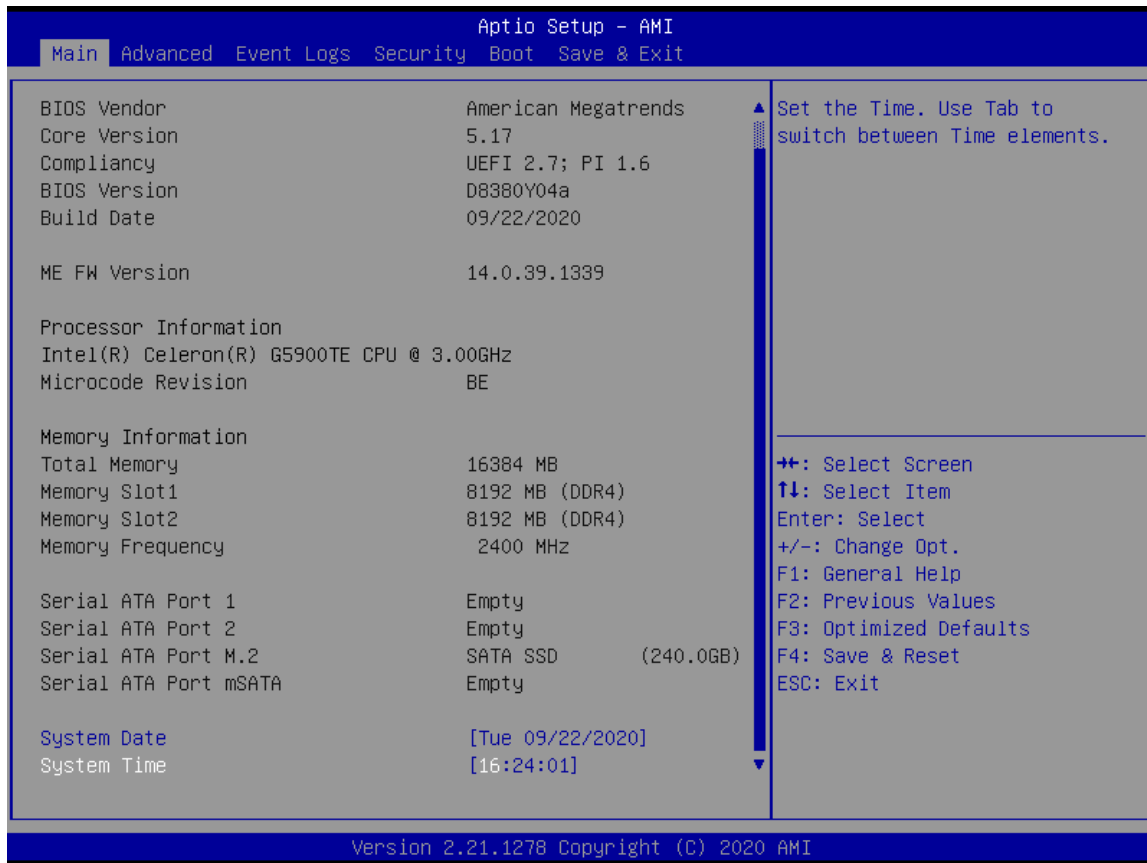 Aptio Setup – AMI
Main Advanced Event Logs Security Boot Save & Exit
BIOS Vendor American Megatrends
Core Version 5.17
Compliancy UEFI 2.7; PI 1.6
BIOS Version D8380Y04a
Build Date 09/22/2020
ME FW Version 14.0.39.1339
Processor Information
Intel(R) Celeron(R) G5900TE CPU @ 3.00GHz
Microcode Revision BE
Memory Information
Total Memory 16384 MB
Memory Slot1 8192 MB (DDR4)
Memory Slot2 8192 MB (DDR4)
Memory Frequency 2400 MHz
Serial ATA Port 1 Empty
Serial ATA Port 2 Empty
Serial ATA Port M.2 SATA SSD (240.0GB)
Serial ATA Port mSATA Empty
System Date [Tue 09/22/2020]
System Time [16:24:01]
Set the Time. Use Tab to
switch between Time elements.
→←: Select Screen
↑↓: Select Item
Enter: Select
+/-: Change Opt.
F1: General Help
F2: Previous Values
F3: Optimized Defaults
F4: Save & Reset
ESC: Exit
Version 2.21.1278 Copyright (C) 2020 AMI